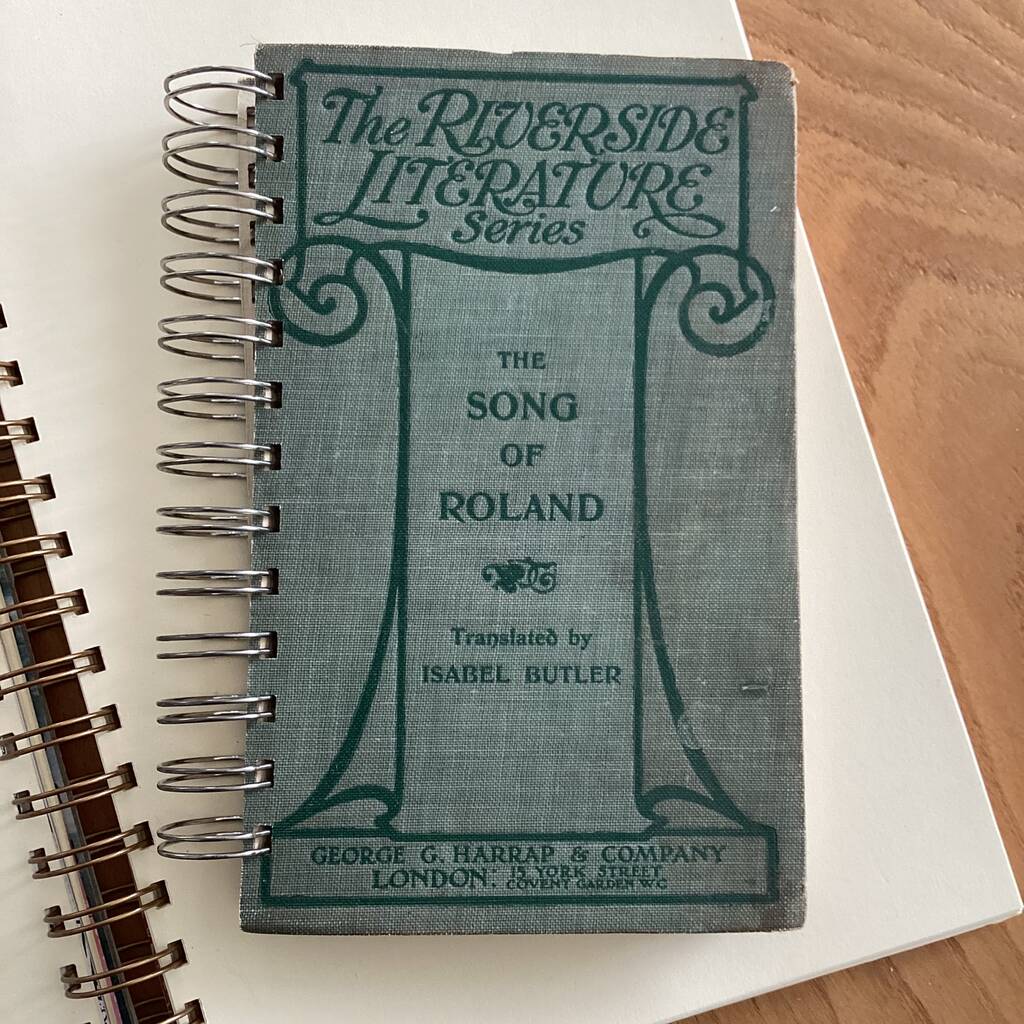 The RIVERSIDE
LITERATURE
Series
THE
SONG
OF
ROLAND
Translated by
ISABEL BUTLER
GEORGE G. HARRAP & COMPANY
LONDON: 15 YORK STREET
COVENT GARDEN W.C